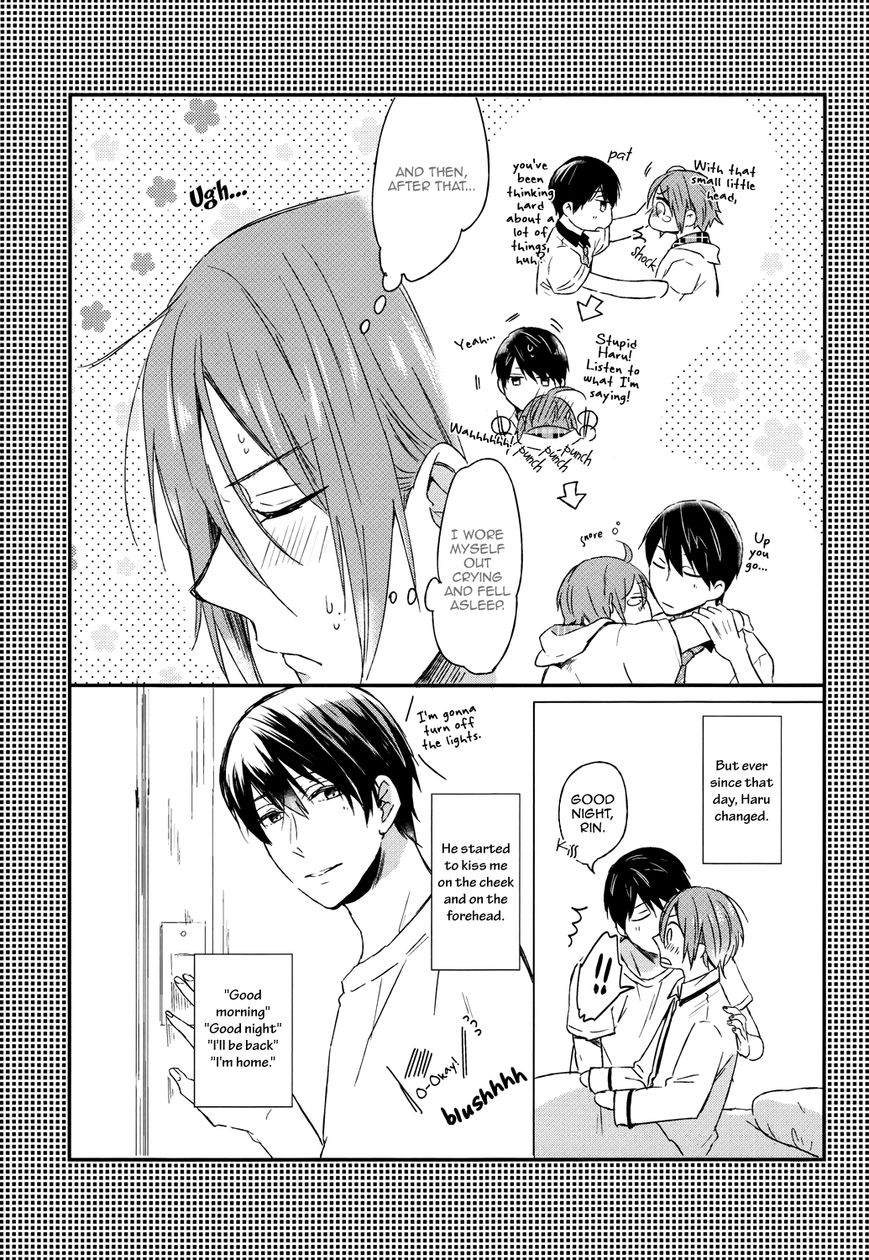 With that
small little
head,
pat
you've
been
thinking
hard
about a
lot of
things,
huh?
shock
AND THEN,
AFTER THAT...
Ugh...
Stupid
Haru!
Listen to
what I'm
saying!
Yeah...
Wahhhhhh!
punch
punch
punch
Up
you
go...
snore
I WORE
MYSELF
OUT
CRYING
AND FELL
ASLEEP.
But ever
since that
day, Haru
changed.
GOOD
NIGHT,
RIN.
Kiss
!!
I'm gonna
turn off
the lights.
He started
to kiss me
on the cheek
and on the
forehead.
"Good
morning"
"Good night"
"I'll be back"
"I'm home."
O-Okay!
blushhhh